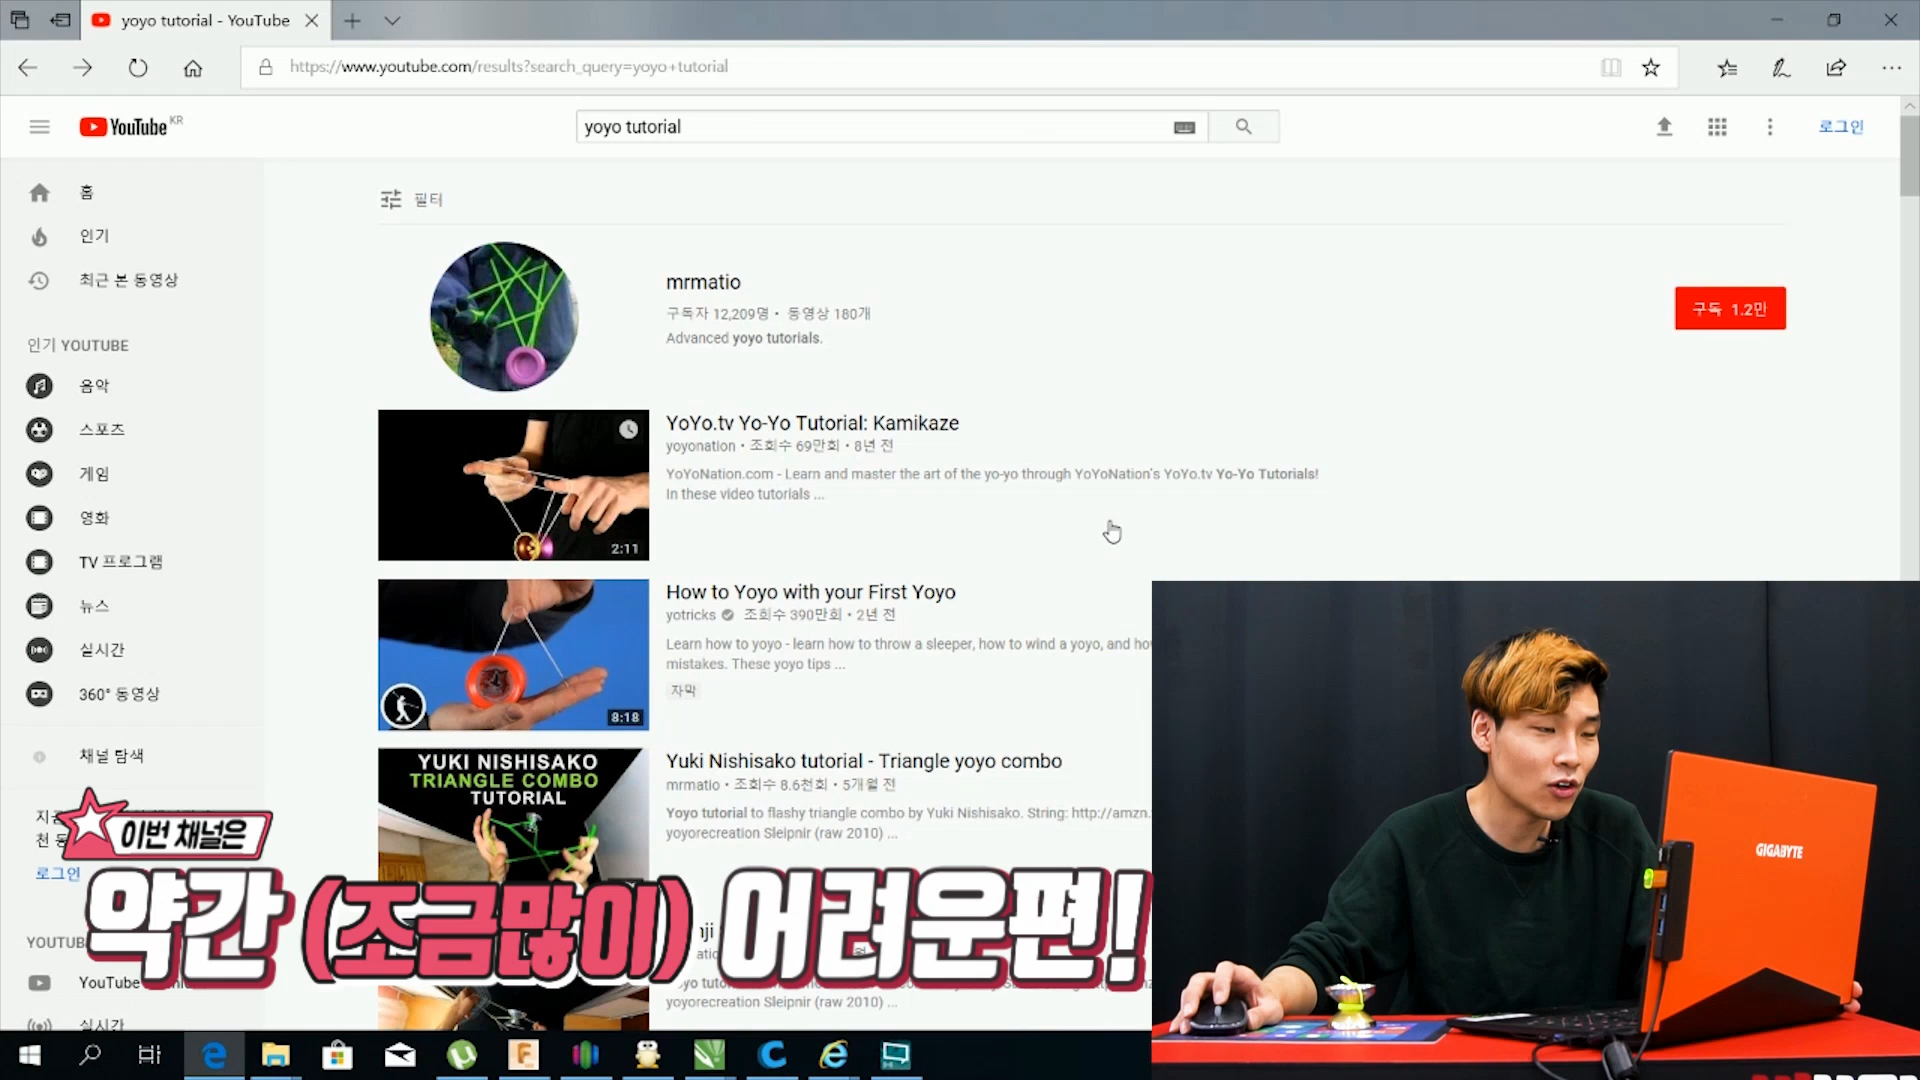 yoyo tutorial - YouTube
https://www.youtube.com/results?search_query=yoyo+tutorial
YouTube KR
yoyo tutorial
로그인
홈
인기
최근 본 동영상
인기 YOUTUBE
음악
스포츠
게임
영화
TV 프로그램
뉴스
실시간
360° 동영상
채널 탐색
로그인
YouTube
실시간
필터
mrmatio
구독자 12,209명 • 동영상 180개
Advanced yoyo tutorials.
구독 1.2만
YoYo.tv Yo-Yo Tutorial: Kamikaze
yoyonation • 조회수 69만회 • 8년 전
YoYoNation.com - Learn and master the art of the yo-yo through YoYoNation's YoYo.tv Yo-Yo Tutorials!
In these video tutorials ...
2:11
How to Yoyo with your First Yoyo
yotricks 조회수 390만회 • 2년 전
Learn how to yoyo - learn how to throw a sleeper, how to wind a yoyo, and
mistakes. These yoyo tips ...
자막
8:18
YUKI NISHISAKO
TRIANGLE COMBO
TUTORIAL
Yuki Nishisako tutorial - Triangle yoyo combo
mrmatio • 조회수 8.6천회 • 5개월 전
Yoyo tutorial to flashy triangle combo by Yuki Nishisako. String: http://amzn.
yoyorecreation Sleipnir (raw 2010) ...
yoyorecreation Sleipnir (raw 2010) ...
이번 채널은
약간 (조금많이) 어려운편!
GIGABYTE